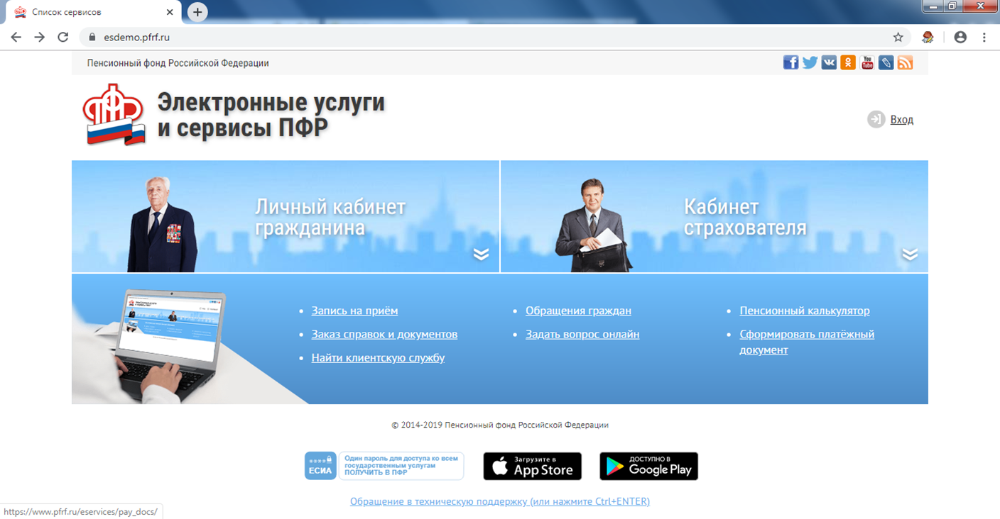 Список сервисов
esdemo.pfrf.ru
Пенсионный фонд Российской Федерации
You
Tube
Электронные услуги
и сервисы ПФР
Вход
Личный кабинет
гражданина
Кабинет
страхователя
Запись на приём
Заказ справок и документов
Найти клиентскую службу
Обращения граждан
Задать вопрос онлайн
Пенсионный калькулятор
Сформировать платёжный
документ
© 2014-2019 Пенсионный фонд Российской Федерации
ЕСИА
Один пароль для доступа ко всем
государственным услугам
ПОЛУЧИТЬ В ПФР
Загрузите в
App Store
ДОСТУПНО В
Google Play
Обращение в техническую поддержку (или нажмите Ctrl+ENTER)
https://www.pfrf.ru/eservices/pay_docs/